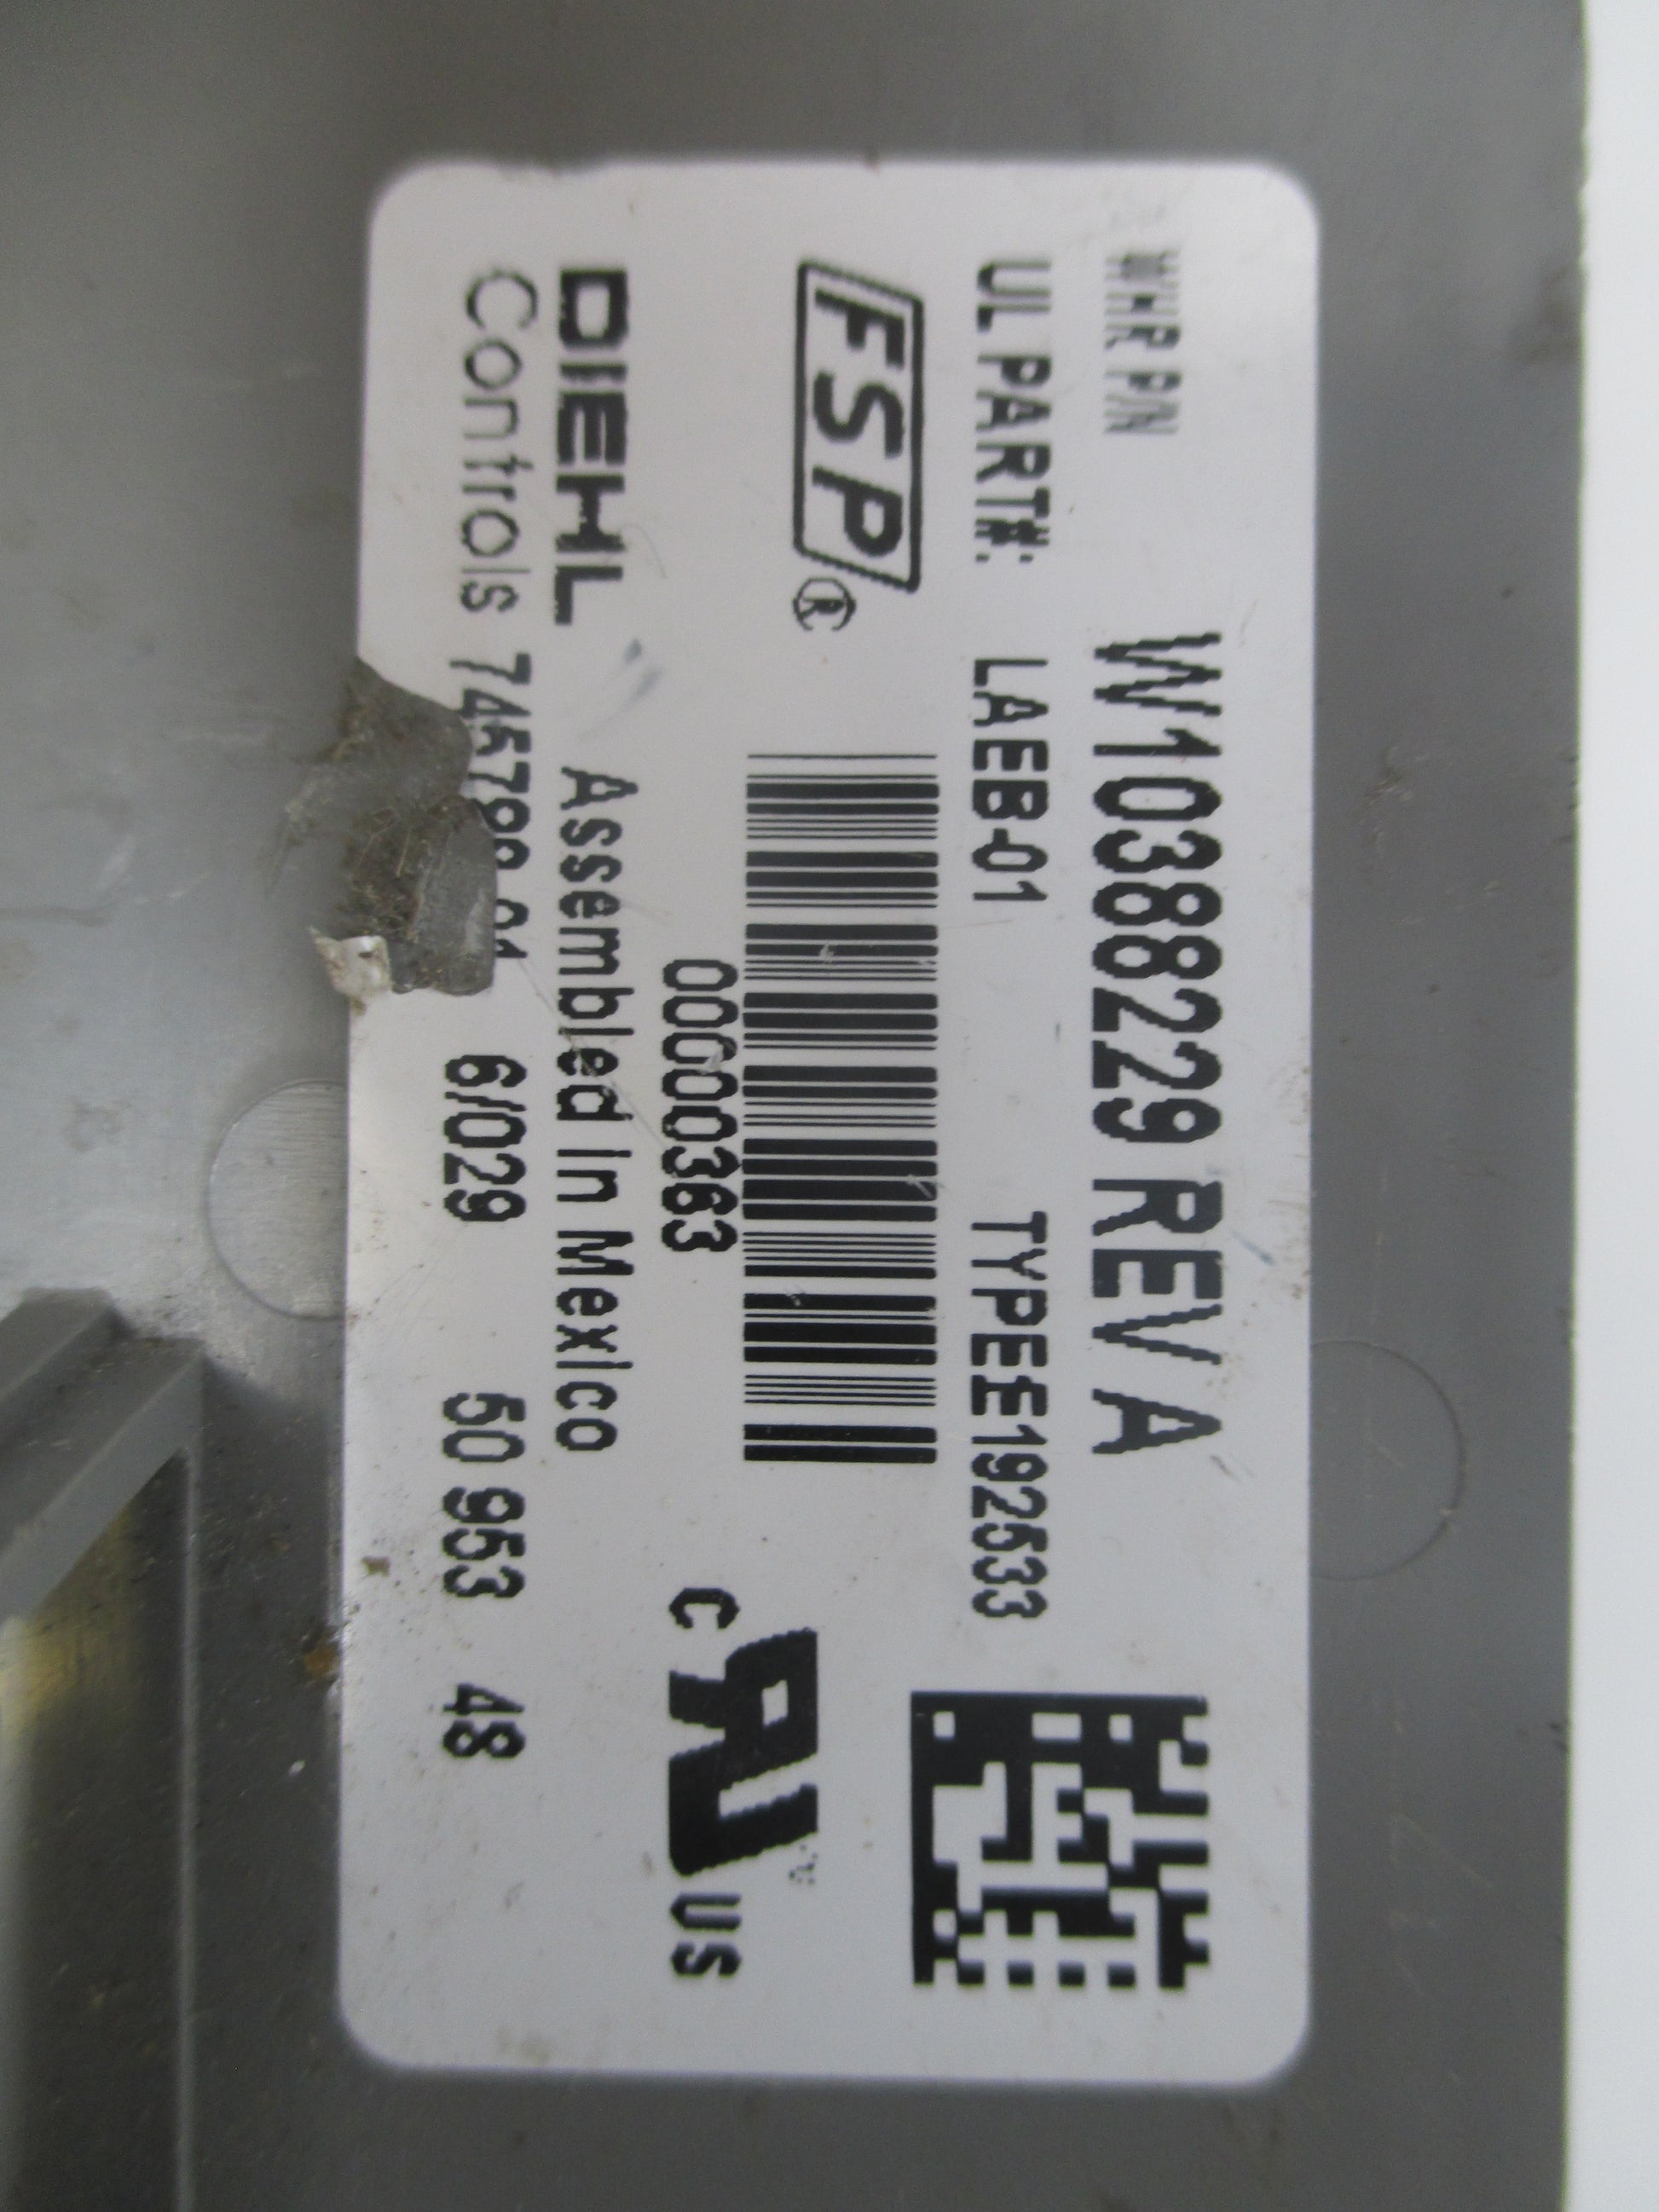 WHR P/N W10388229 REV A
UL PART#: LAEB-01 TYPEE192533
FSP®
0000363
DIEHL Assembled in Mexico
Controls 6/029 50 953 48
C US